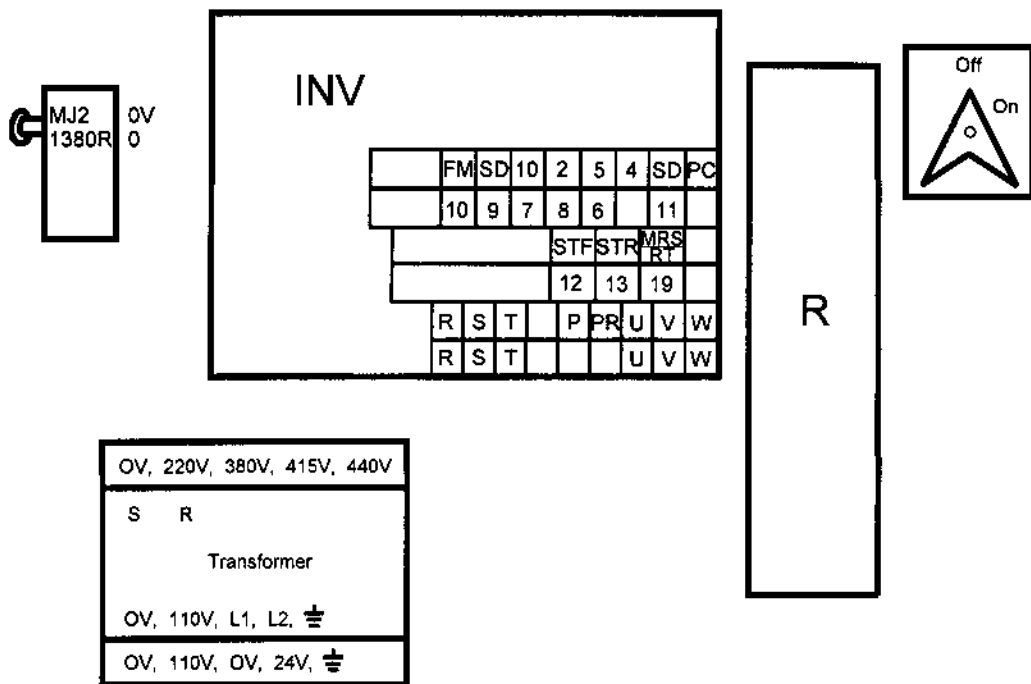 INV
MJ2 0V
1380R 0
Off
On
FM SD 10 2 5 4 SD PC
10 9 7 8 6 11
STF STR MRS
RT
12 13 19
R S T P PR U V W
R S T U V W
R
OV, 220V, 380V, 415V, 440V
S R
Transformer
OV, 110V, L1, L2,
OV, 110V, OV, 24V,